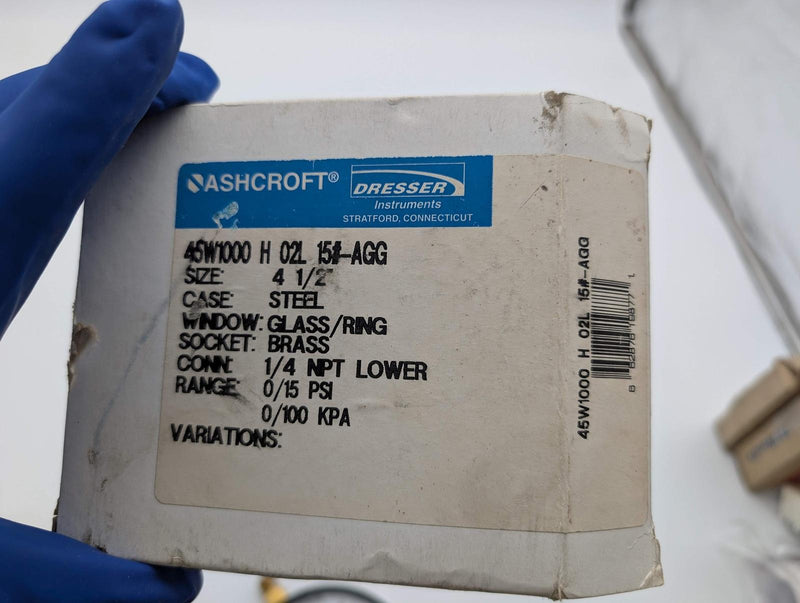 ASHCROFT®
DRESSER
Instruments
STRATFORD, CONNECTICUT
45W1000 H 02L 15#-AGG
SIZE: 4 1/2"
CASE: STEEL
WINDOW: GLASS/RING
SOCKET: BRASS
CONN: 1/4 NPT LOWER
RANGE: 0/15 PSI
0/100 KPA
VARIATIONS:
45W1000 H 02L 15#-AGG